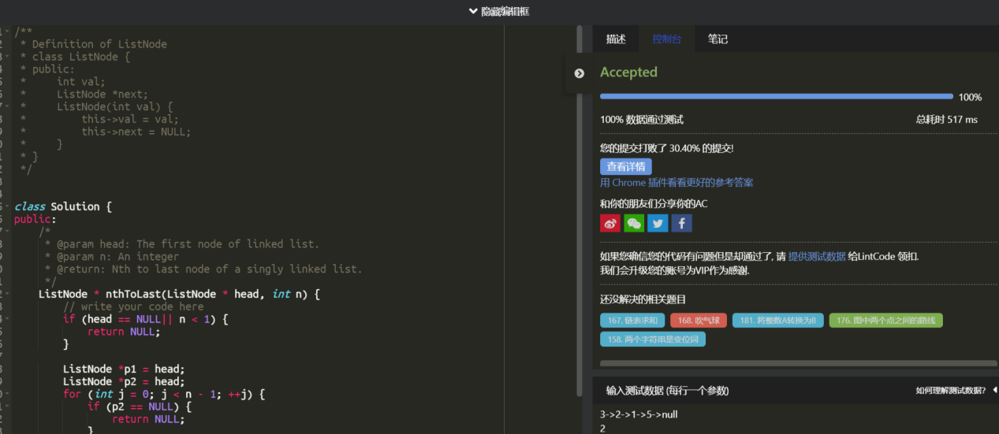 隐藏编辑框
/**
* Definition of ListNode
* class ListNode {
* public:
*     int val;
*     ListNode *next;
*     ListNode(int val) {
*         this->val = val;
*         this->next = NULL;
*     }
* }
*/
class Solution {
public:
/*
* @param head: The first node of linked list.
* @param n: An integer
* @return: Nth to last node of a singly linked list.
*/
ListNode * nthToLast(ListNode * head, int n) {
// write your code here
if (head == NULL|| n < 1) {
return NULL;
}
ListNode *p1 = head;
ListNode *p2 = head;
for (int j = 0; j < n - 1; ++j) {
if (p2 == NULL) {
return NULL;
}
描述 控制台 笔记
Accepted
100%
100% 数据通过测试 总耗时 517 ms
您的提交打败了 30.40% 的提交!
查看详情
用 Chrome 插件看看更好的参考答案
和你的朋友们分享你的AC
如果您确信您的代码有问题但是却通过了, 请 提供测试数据 给LintCode 领扣.
我们会升级您的账号为VIP作为感谢.
还没解决的相关题目
167. 链表求和 168. 吹气球 181. 将整数A转换为B 176. 图中两个点之间的路线
158. 两个字符串是变位词
输入测试数据 (每行一个参数) 如何理解测试数据?
3->2->1->5->null
2